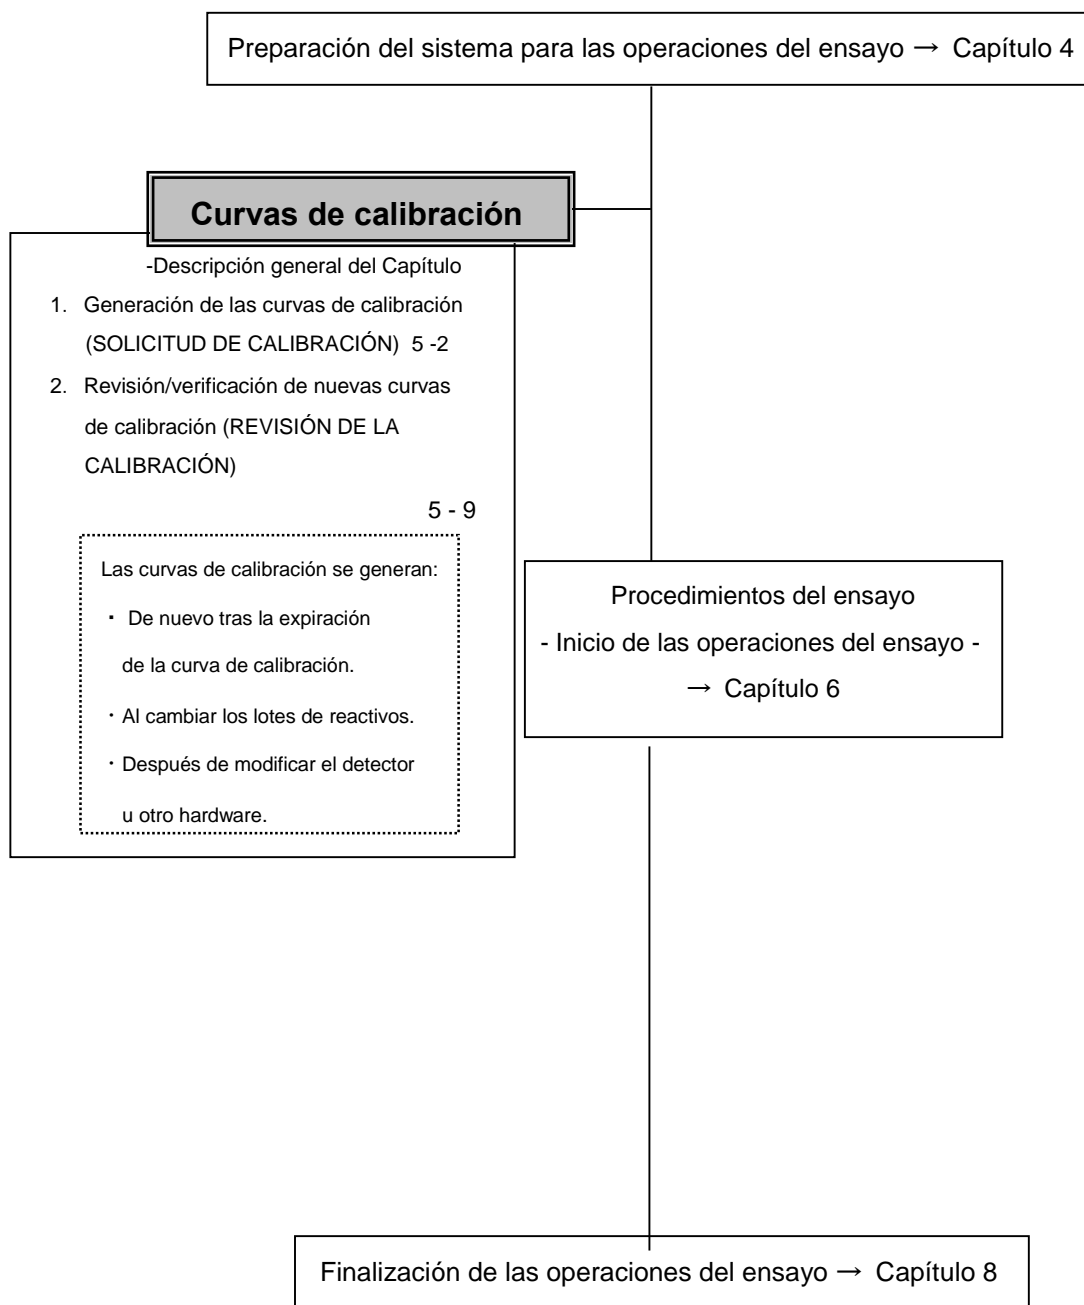 Preparación del sistema para las operaciones del ensayo → Capítulo 4
Curvas de calibración
-Descripción general del Capítulo
1. Generación de las curvas de calibración
(SOLICITUD DE CALIBRACIÓN) 5 -2
2. Revisión/verificación de nuevas curvas
de calibración (REVISIÓN DE LA
CALIBRACIÓN)
5 - 9
Las curvas de calibración se generan:
・ De nuevo tras la expiración
de la curva de calibración.
・Al cambiar los lotes de reactivos.
・Después de modificar el detector
u otro hardware.
Procedimientos del ensayo
- Inicio de las operaciones del ensayo -
→ Capítulo 6
Finalización de las operaciones del ensayo → Capítulo 8